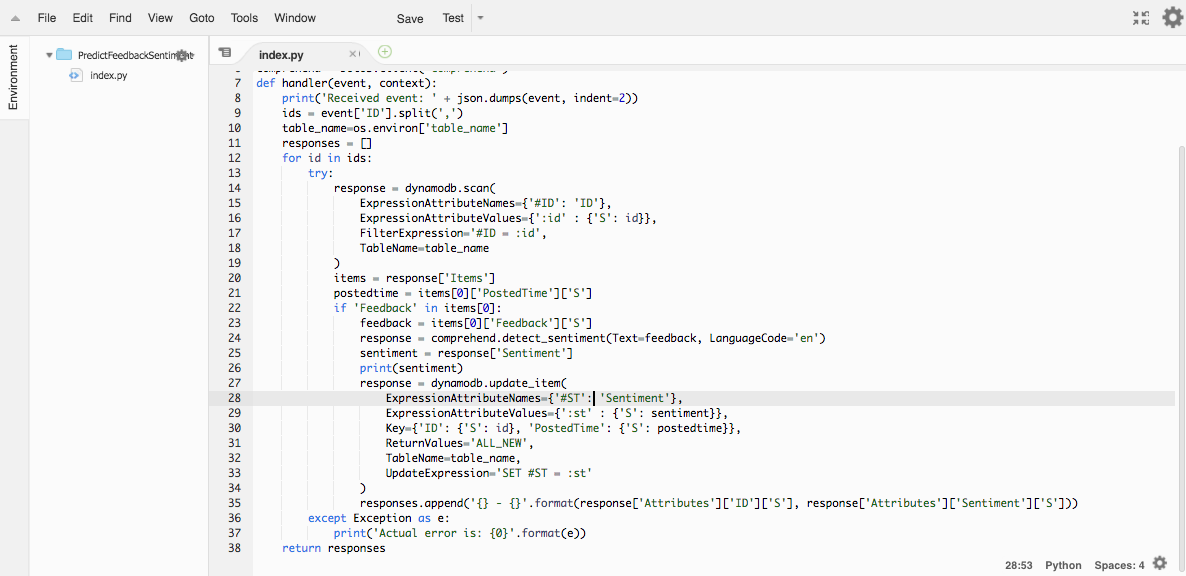 File Edit Find View Goto Tools Window Save Test
Environment
PredictFeedbackSentiment
index.py
index.py
7 def handler(event, context):
8 print('Received event: ' + json.dumps(event, indent=2))
9 ids = event['ID'].split(',')
10 table_name=os.environ['table_name']
11 responses = []
12 for id in ids:
13 try:
14 response = dynamodb.scan(
15 ExpressionAttributeNames={'#ID': 'ID'},
16 ExpressionAttributeValues={':id' : {'S': id}},
17 FilterExpression='#ID = :id',
18 TableName=table_name
19 )
20 items = response['Items']
21 postedtime = items[0]['PostedTime']['S']
22 if 'Feedback' in items[0]:
23 feedback = items[0]['Feedback']['S']
24 response = comprehend.detect_sentiment(Text=feedback, LanguageCode='en')
25 sentiment = response['Sentiment']
26 print(sentiment)
27 response = dynamodb.update_item(
28 ExpressionAttributeNames={'#ST': 'Sentiment'},
29 ExpressionAttributeValues={':st' : {'S': sentiment}},
30 Key={'ID': {'S': id}, 'PostedTime': {'S': postedtime}},
31 ReturnValues='ALL_NEW',
32 TableName=table_name,
33 UpdateExpression='SET #ST = :st'
34 )
35 responses.append('{} - {}'.format(response['Attributes']['ID']['S'], response['Attributes']['Sentiment']['S']))
36 except Exception as e:
37 print('Actual error is: {0}'.format(e))
38 return responses
28:53 Python Spaces: 4